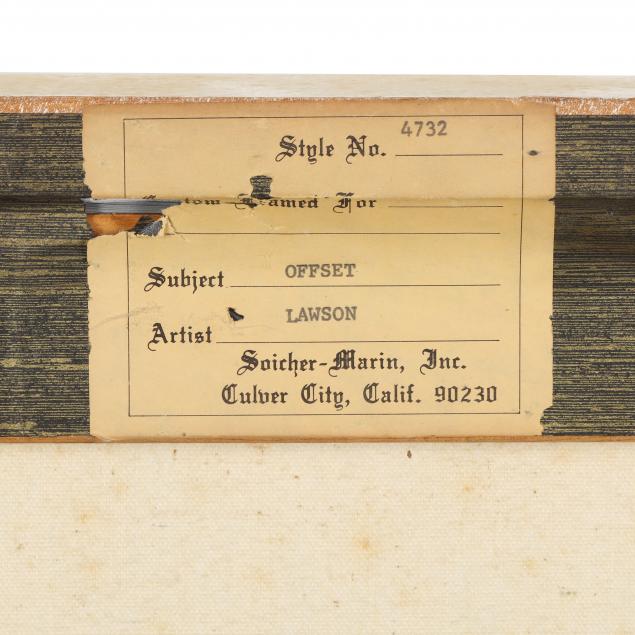 Style No. 4732
Framed For
Subject OFFSET
Artist LAWSON
Soicher-Marin, Inc.
Culver City, Calif. 90230